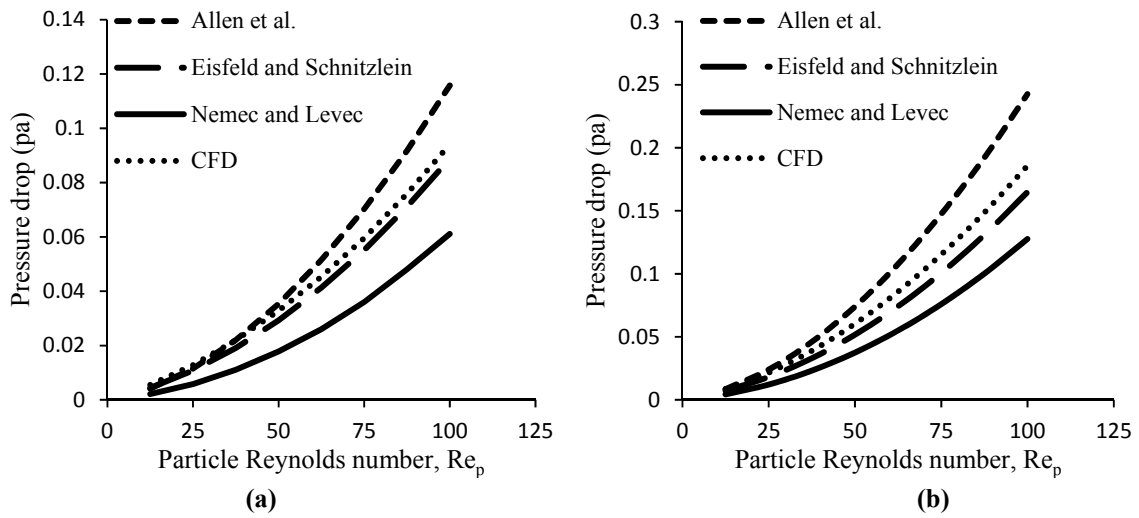 0.14
0.12
0.1
0.08
0.06
0.04
0.02
0
Pressure drop (pa)
Allen et al.
Eisfeld and Schnitzlein
Nemec and Levec
CFD
0 25 50 75 100 125
Particle Reynolds number, Rep
(a)
0.3
0.25
0.2
0.15
0.1
0.05
0
Pressure drop (pa)
Allen et al.
Eisfeld and Schnitzlein
Nemec and Levec
CFD
0 25 50 75 100 125
Particle Reynolds number, Rep
(b)